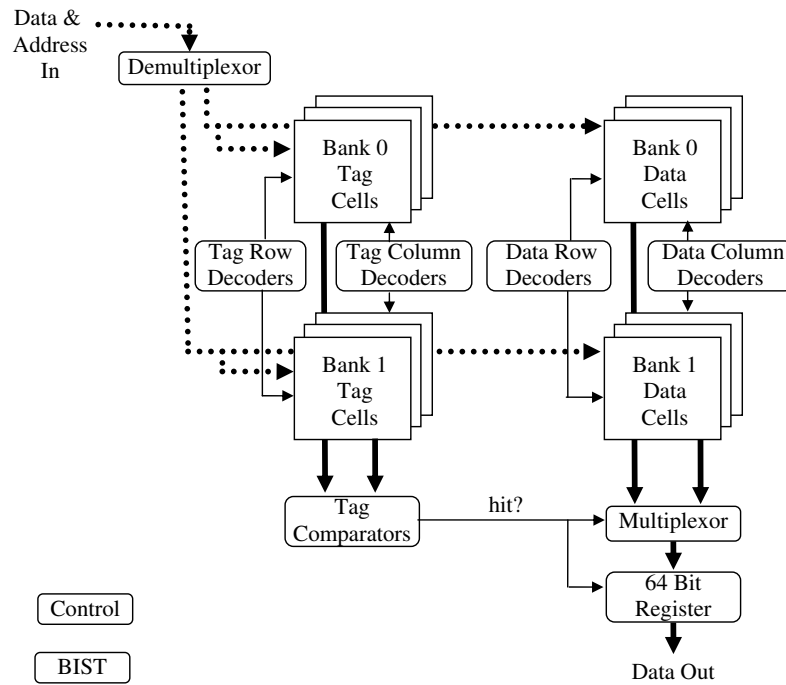 Data &
Address
In
Demultiplexor
Bank 0
Tag
Cells
Bank 0
Data
Cells
Tag Row
Decoders
Tag Column
Decoders
Data Row
Decoders
Data Column
Decoders
Bank 1
Tag
Cells
Bank 1
Data
Cells
Tag
Comparators
hit?
Multiplexor
64 Bit
Register
Control
BIST
Data Out